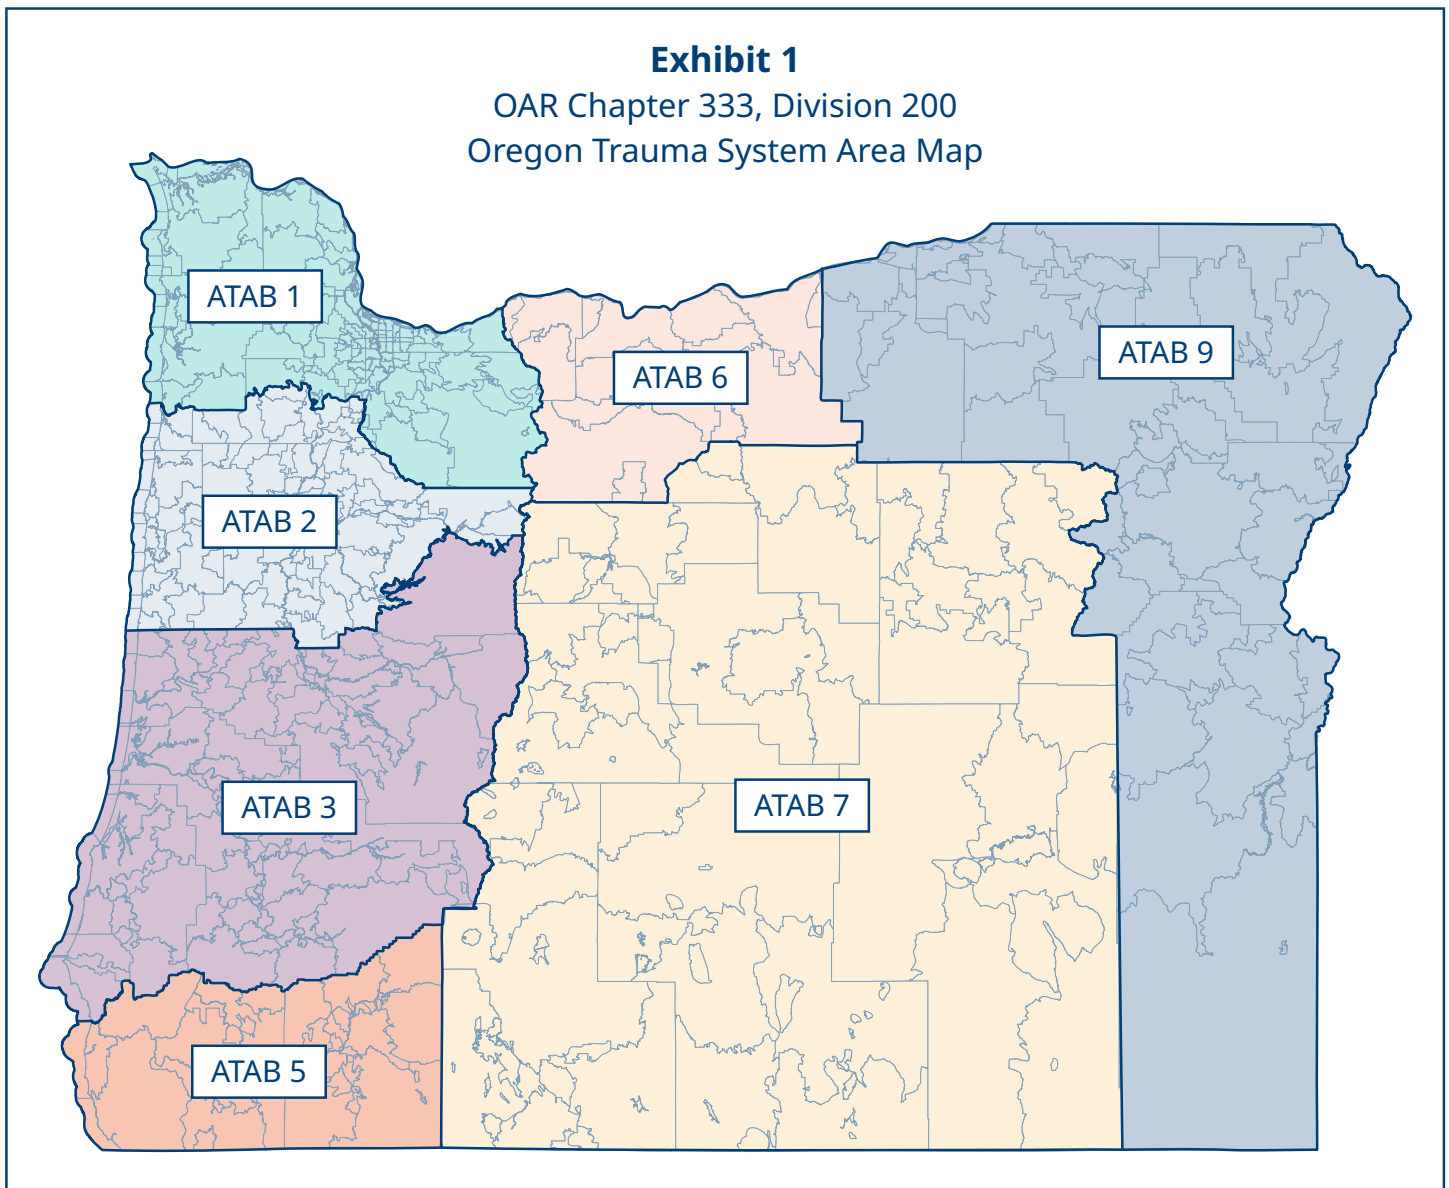 Exhibit 1
OAR Chapter 333, Division 200
Oregon Trauma System Area Map
ATAB 1
ATAB 9
ATAB 6
ATAB 2
ATAB 3
ATAB 7
ATAB 5